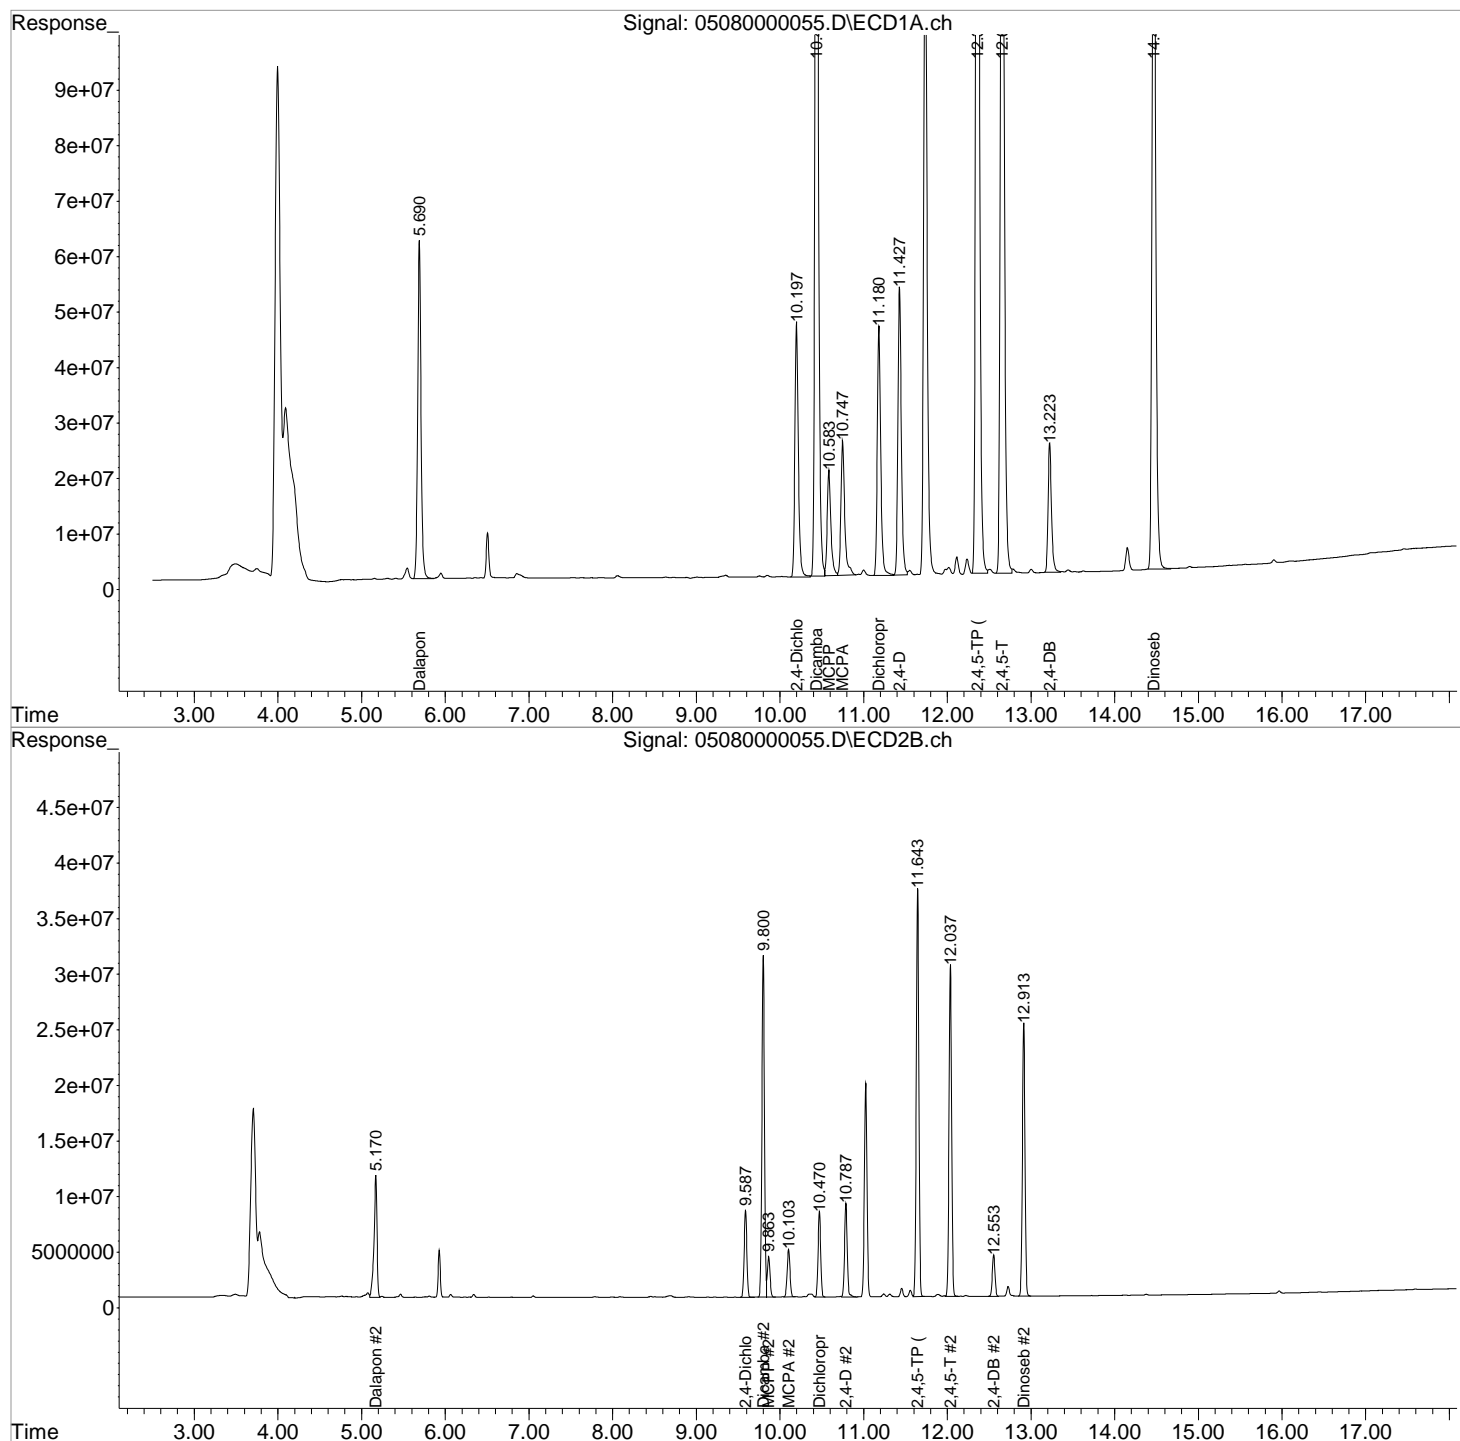 Response_
Signal: 05080000055.D\ECD1A.ch
9e+07
8e+07
7e+07
6e+07
5e+07
4e+07
3e+07
2e+07
1e+07
0
5.690
10.197
10.
10.583
10.747
11.180
11.427
12.
12.
13.223
14.
Dalapon
2,4-Dichlo
Dicamba
MCPP
MCPA
Dichloropr
2,4-D
2,4,5-TP (
2,4,5-T
2,4-DB
Dinoseb
Time
3.00 4.00 5.00 6.00 7.00 8.00 9.00 10.00 11.00 12.00 13.00 14.00 15.00 16.00 17.00
Response_
Signal: 05080000055.D\ECD2B.ch
4.5e+07
4e+07
3.5e+07
3e+07
2.5e+07
2e+07
1.5e+07
1e+07
5000000
0
5.170
9.587
9.800
9.863
10.103
10.470
10.787
11.643
12.037
12.553
12.913
Dalapon #2
2,4-Dichlo
Dicamba #2
MCPP #2
MCPA #2
Dichloropr
2,4-D #2
2,4,5-TP (
2,4,5-T #2
2,4-DB #2
Dinoseb #2
Time
3.00 4.00 5.00 6.00 7.00 8.00 9.00 10.00 11.00 12.00 13.00 14.00 15.00 16.00 17.00